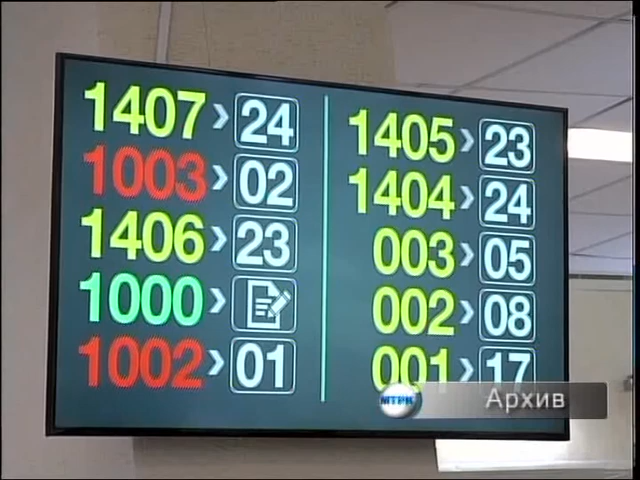 1407 › 24
1003 › 02
1406 › 23
1000 ›
1002 › 01
1405 › 23
1404 › 24
003 › 05
002 › 08
001 › 17
МТРК
Архив